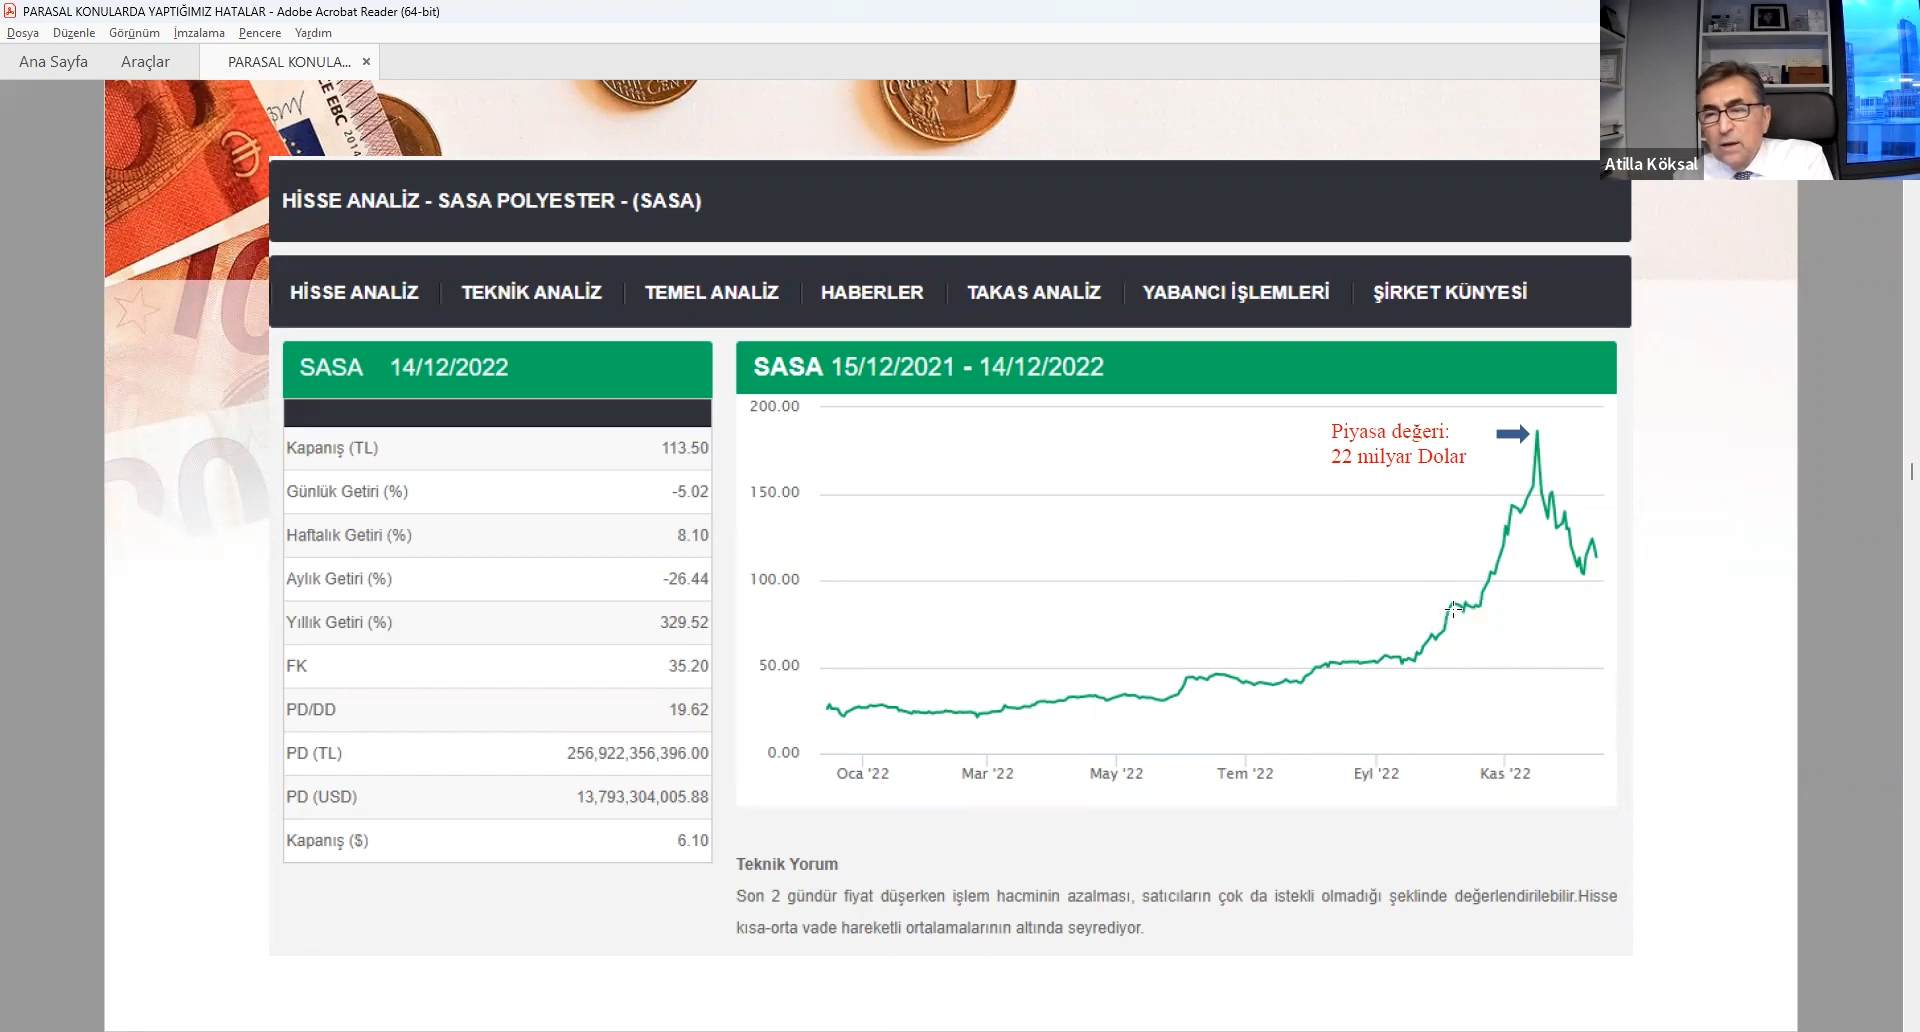 PARASAL KONULARDA YAPTIĞIMIZ HATALAR - Adobe Acrobat Reader (64-bit)
Dosya Düzenle Görünüm İmzalama Pencere Yardım
Ana Sayfa Araçlar PARASAL KONULA... ×
EBC 2014
Atilla Köksal
HİSSE ANALİZ - SASA POLYESTER - (SASA)
HİSSE ANALİZ TEKNİK ANALİZ TEMEL ANALİZ HABERLER TAKAS ANALİZ YABANCI İŞLEMLERİ ŞİRKET KÜNYESİ
SASA 14/12/2022
Kapanış (TL) 113.50
Günlük Getiri (%) -5.02
Haftalık Getiri (%) 8.10
Aylık Getiri (%) -26.44
Yıllık Getiri (%) 329.52
FK 35.20
PD/DD 19.62
PD (TL) 256,922,356,396.00
PD (USD) 13,793,304,005.88
Kapanış ($) 6.10
SASA 15/12/2021 - 14/12/2022
200.00
150.00
100.00
50.00
0.00
Piyasa değeri:
22 milyar Dolar
Oca '22 Mar '22 May '22 Tem '22 Eyl '22 Kas '22
Teknik Yorum
Son 2 gündür fiyat düşerken işlem hacminin azalması, satıcıların çok da istekli olmadığı şeklinde değerlendirilebilir.Hisse
kısa-orta vade hareketli ortalamalarının altında seyrediyor.